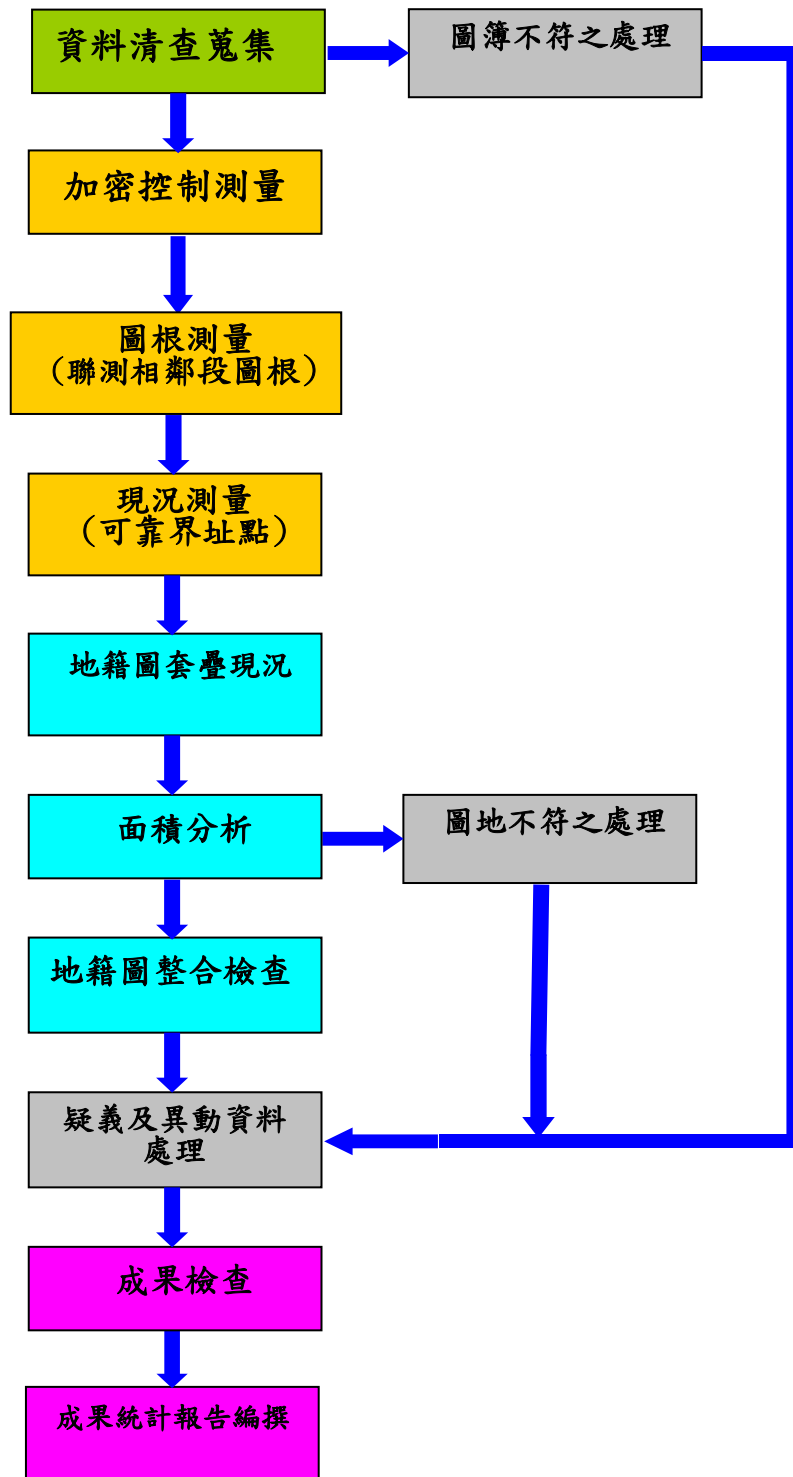 資料清查蒐集
圖簿不符之處理
加密控制測量
圖根測量
（聯測相鄰段圖根）
現況測量
（可靠界址點）
地籍圖套疊現況
面積分析
圖地不符之處理
地籍圖整合檢查
疑義及異動資料
處理
成果檢查
成果統計報告編撰